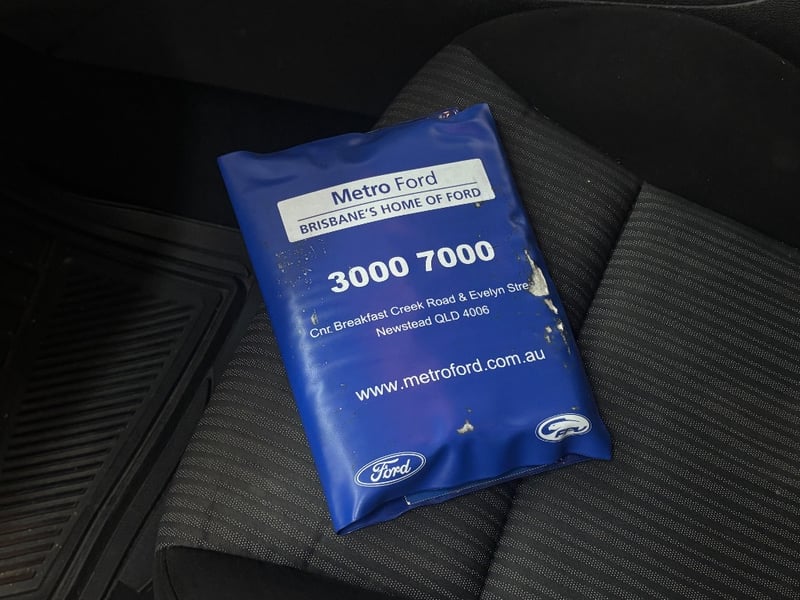 Metro Ford
BRISBANE'S HOME OF FORD
3000 7000
Cnr. Breakfast Creek Road & Evelyn Stre
Newstead QLD 4006
www.metroford.com.au
Ford
FPV